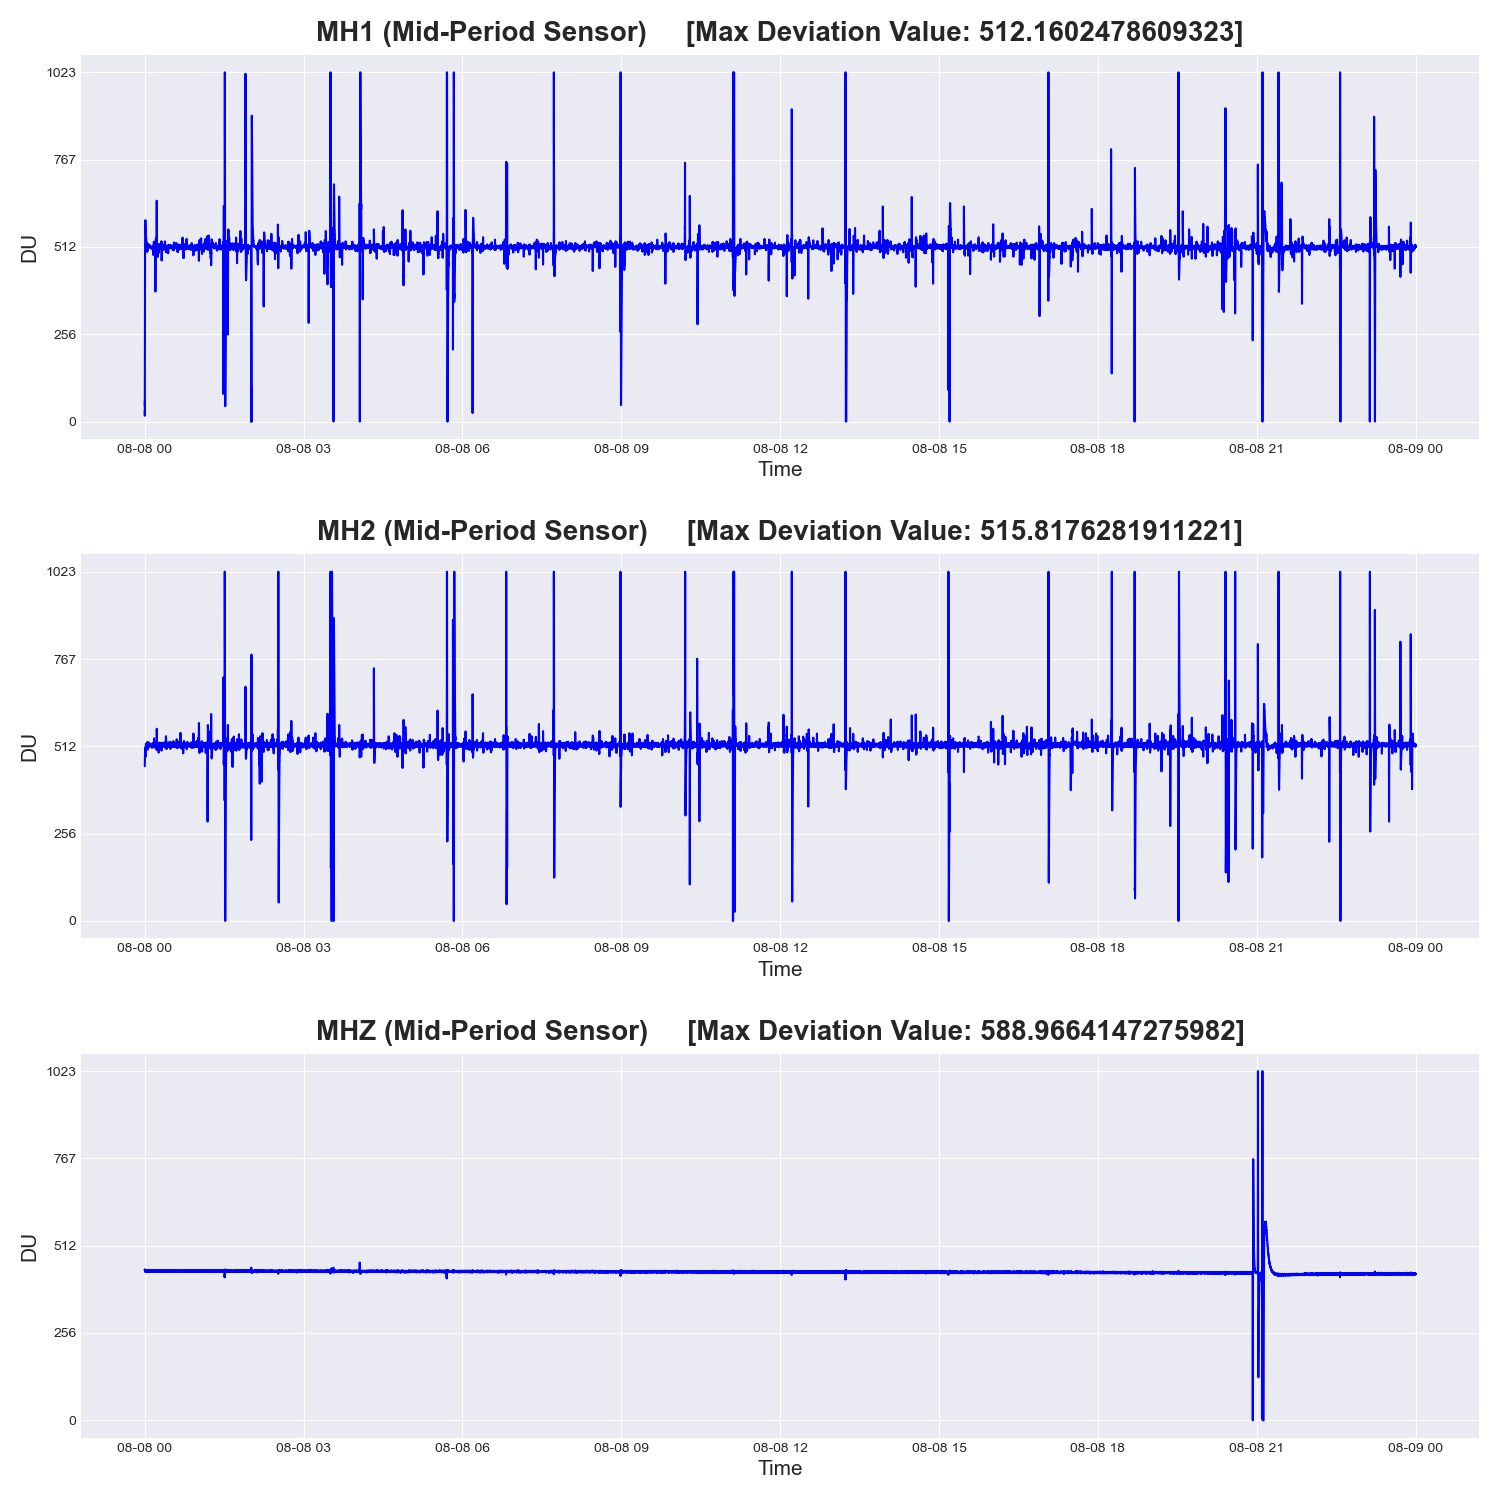 MH1 (Mid-Period Sensor) [Max Deviation Value: 512.1602478609323]
1023
767
512
256
0
DU
08-08 00 08-08 03 08-08 06 08-08 09 08-08 12 08-08 15 08-08 18 08-08 21 08-09 00
Time
MH2 (Mid-Period Sensor) [Max Deviation Value: 515.8176281911221]
1023
767
512
256
0
DU
08-08 00 08-08 03 08-08 06 08-08 09 08-08 12 08-08 15 08-08 18 08-08 21 08-09 00
Time
MHZ (Mid-Period Sensor) [Max Deviation Value: 588.9664147275982]
1023
767
512
256
0
DU
08-08 00 08-08 03 08-08 06 08-08 09 08-08 12 08-08 15 08-08 18 08-08 21 08-09 00
Time